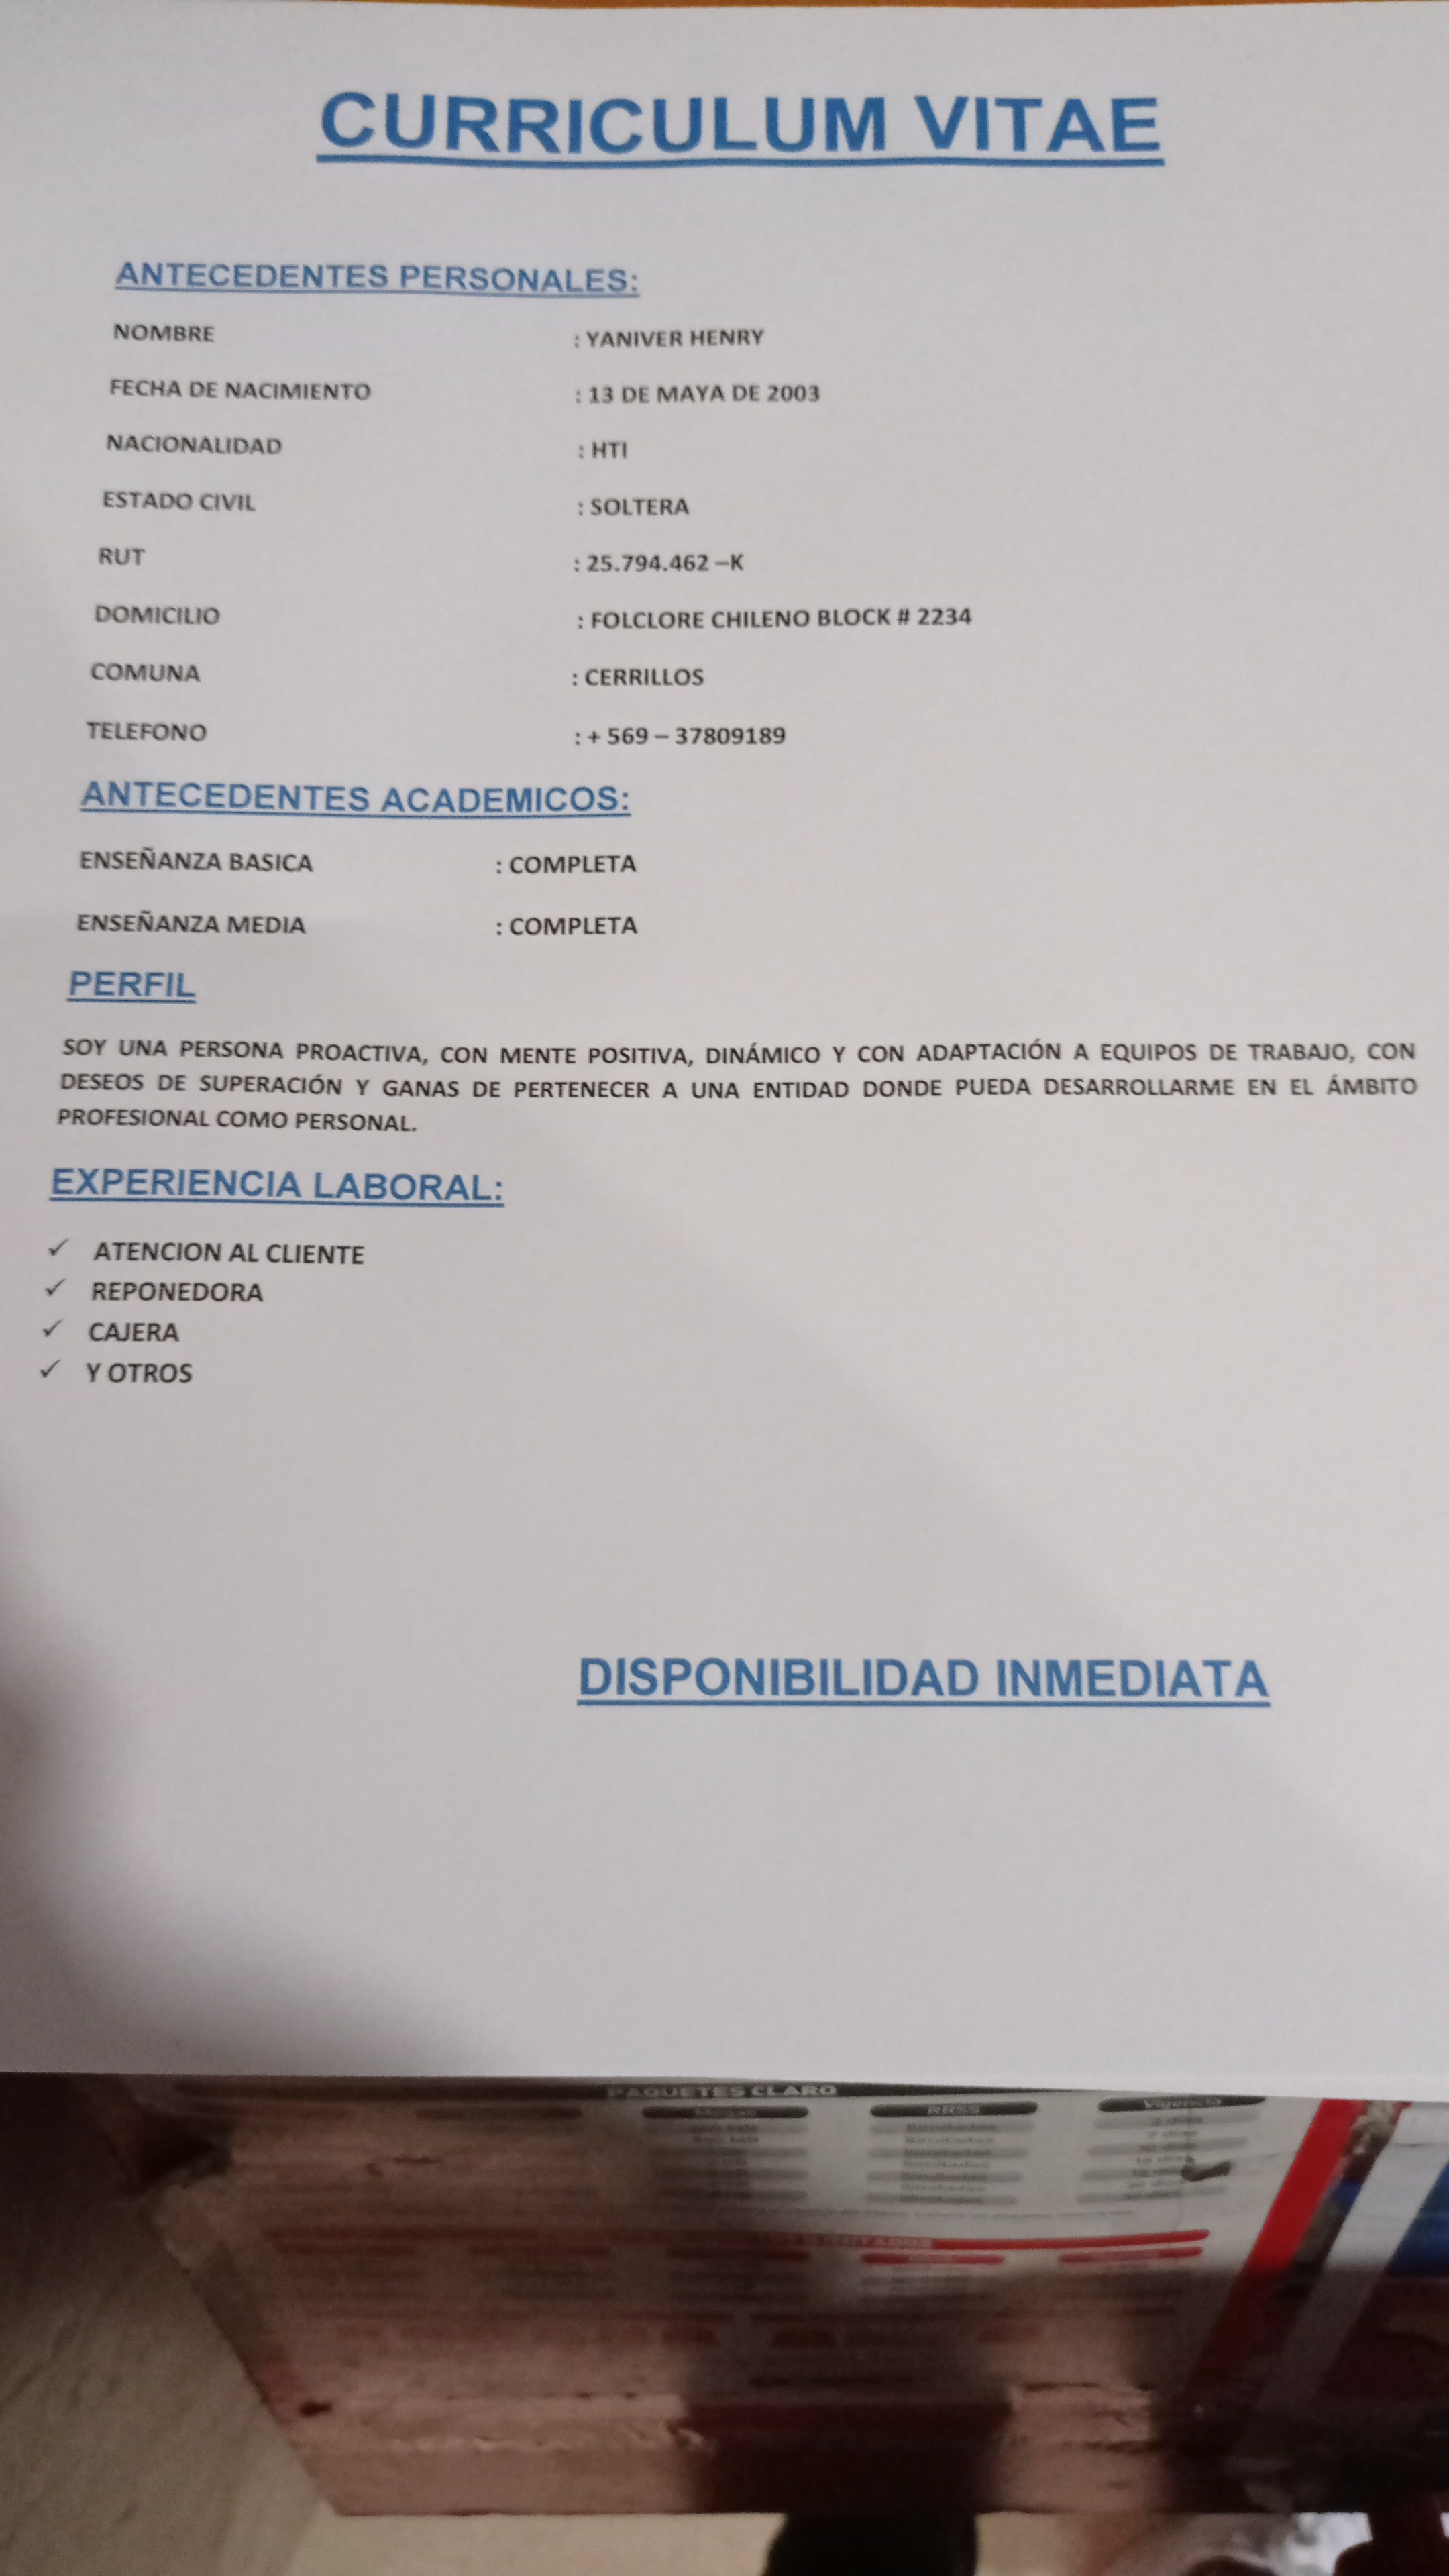 CURRICULUM VITAE
ANTECEDENTES PERSONALES:
NOMBRE : YANIVER HENRY
FECHA DE NACIMIENTO : 13 DE MAYA DE 2003
NACIONALIDAD : HTI
ESTADO CIVIL : SOLTERA
RUT : 25.794.462 –K
DOMICILIO : FOLCLORE CHILENO BLOCK # 2234
COMUNA : CERRILLOS
TELEFONO : + 569 – 37809189
ANTECEDENTES ACADEMICOS:
ENSEÑANZA BASICA : COMPLETA
ENSEÑANZA MEDIA : COMPLETA
PERFIL
SOY UNA PERSONA PROACTIVA, CON MENTE POSITIVA, DINÁMICO Y CON ADAPTACIÓN A EQUIPOS DE TRABAJO, CON
DESEOS DE SUPERACIÓN Y GANAS DE PERTENECER A UNA ENTIDAD DONDE PUEDA DESARROLLARME EN EL ÁMBITO
PROFESIONAL COMO PERSONAL.
EXPERIENCIA LABORAL:
✓ ATENCION AL CLIENTE
✓ REPONEDORA
✓ CAJERA
✓ Y OTROS
DISPONIBILIDAD INMEDIATA
PAQUETES CLARO
Megas RRSS Vigencia